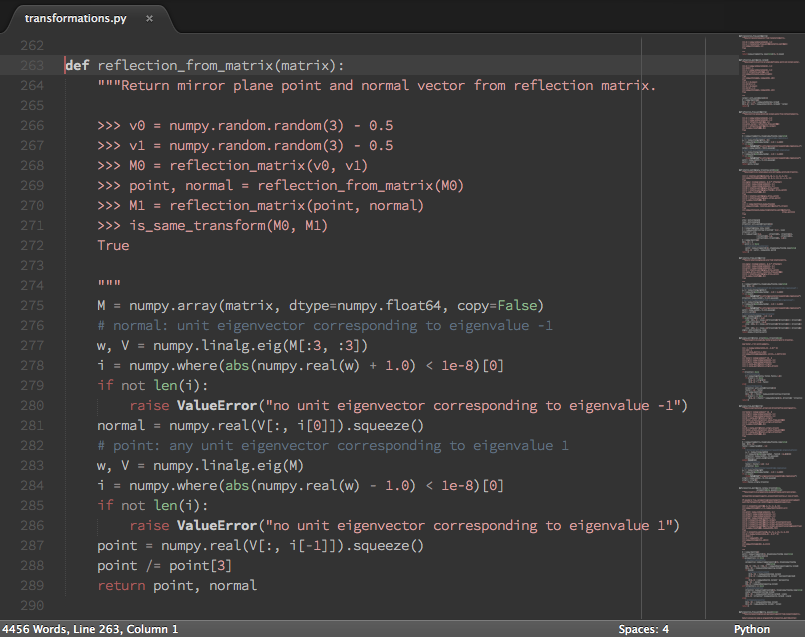 transformations.py ×
262
263 def reflection_from_matrix(matrix):
264     """Return mirror plane point and normal vector from reflection matrix.
265
266     >>> v0 = numpy.random.random(3) - 0.5
267     >>> v1 = numpy.random.random(3) - 0.5
268     >>> M0 = reflection_matrix(v0, v1)
269     >>> point, normal = reflection_from_matrix(M0)
270     >>> M1 = reflection_matrix(point, normal)
271     >>> is_same_transform(M0, M1)
272     True
273
274     """
275     M = numpy.array(matrix, dtype=numpy.float64, copy=False)
276     # normal: unit eigenvector corresponding to eigenvalue -1
277     w, V = numpy.linalg.eig(M[:3, :3])
278     i = numpy.where(abs(numpy.real(w) + 1.0) < 1e-8)[0]
279     if not len(i):
280         raise ValueError("no unit eigenvector corresponding to eigenvalue -1")
281     normal = numpy.real(V[:, i[0]]).squeeze()
282     # point: any unit eigenvector corresponding to eigenvalue 1
283     w, V = numpy.linalg.eig(M)
284     i = numpy.where(abs(numpy.real(w) - 1.0) < 1e-8)[0]
285     if not len(i):
286         raise ValueError("no unit eigenvector corresponding to eigenvalue 1")
287     point = numpy.real(V[:, i[-1]]).squeeze()
288     point /= point[3]
289     return point, normal
290
4456 Words, Line 263, Column 1 Spaces: 4 Python